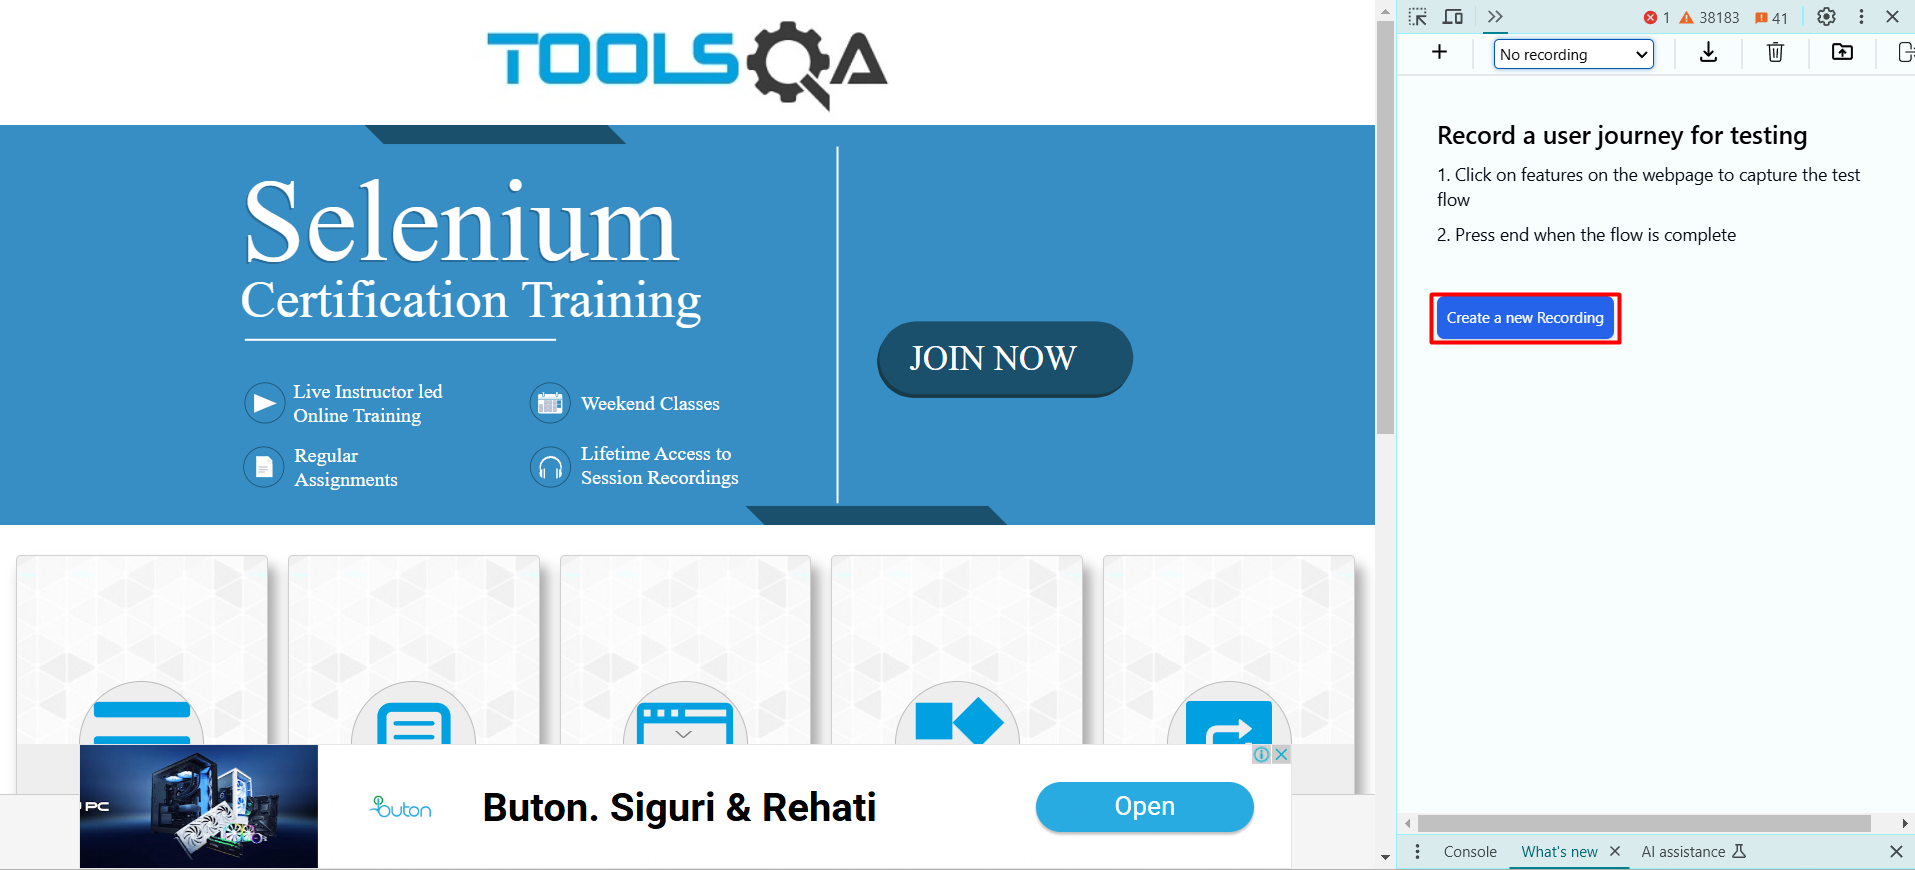 TOOLSQA
Selenium
Certification Training
Live Instructor led
Online Training
Weekend Classes
Regular
Assignments
Lifetime Access to
Session Recordings
JOIN NOW
PC
buton
Buton. Siguri & Rehati
Open
1
38183
41
No recording
Record a user journey for testing
1. Click on features on the webpage to capture the test
flow
2. Press end when the flow is complete
Create a new Recording
Console
What's new
AI assistance